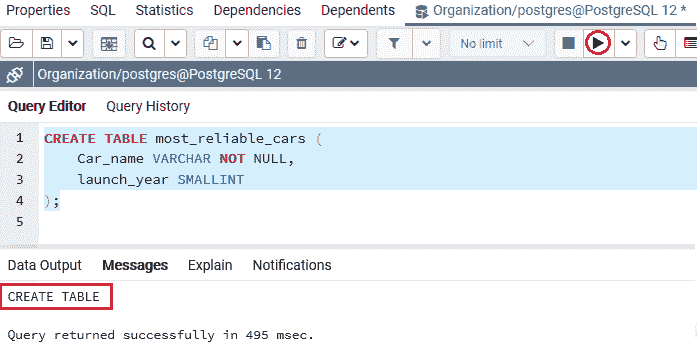 Properties SQL Statistics Dependencies Dependents Organization/postgres@PostgreSQL 12 *
No limit
Organization/postgres@PostgreSQL 12
Query Editor Query History
1 CREATE TABLE most_reliable_cars (
2 Car_name VARCHAR NOT NULL,
3 launch_year SMALLINT
4 );
5
Data Output Messages Explain Notifications
CREATE TABLE
Query returned successfully in 495 msec.